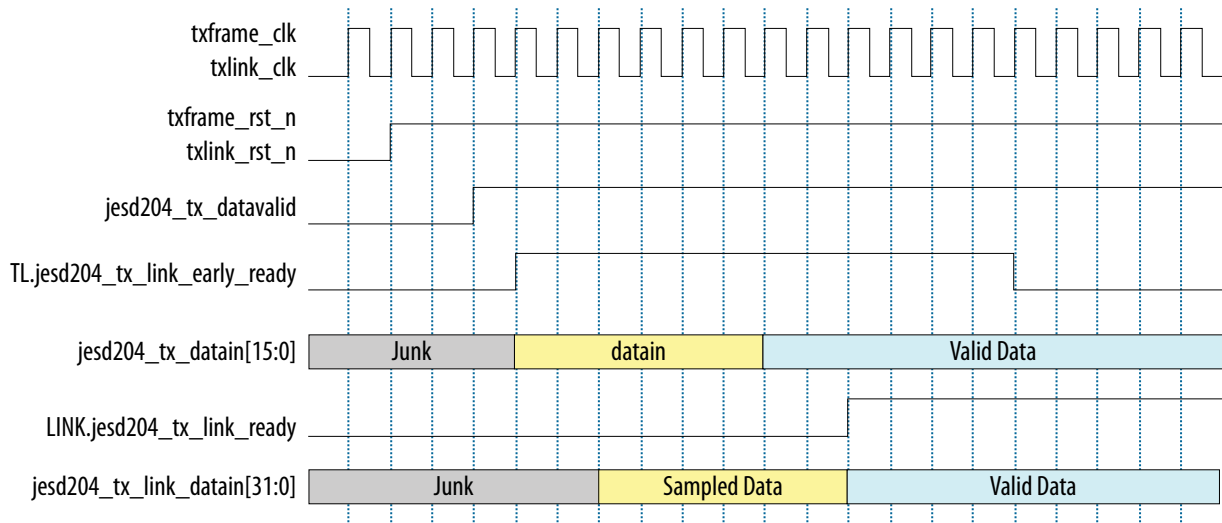 txframe_clk
txlink_clk
txframe_rst_n
txlink_rst_n
jesd204_tx_datavalid
TL.jesd204_tx_link_early_ready
jesd204_tx_datain[15:0] Junk datain Valid Data
LINK.jesd204_tx_link_ready
jesd204_tx_link_datain[31:0] Junk Sampled Data Valid Data